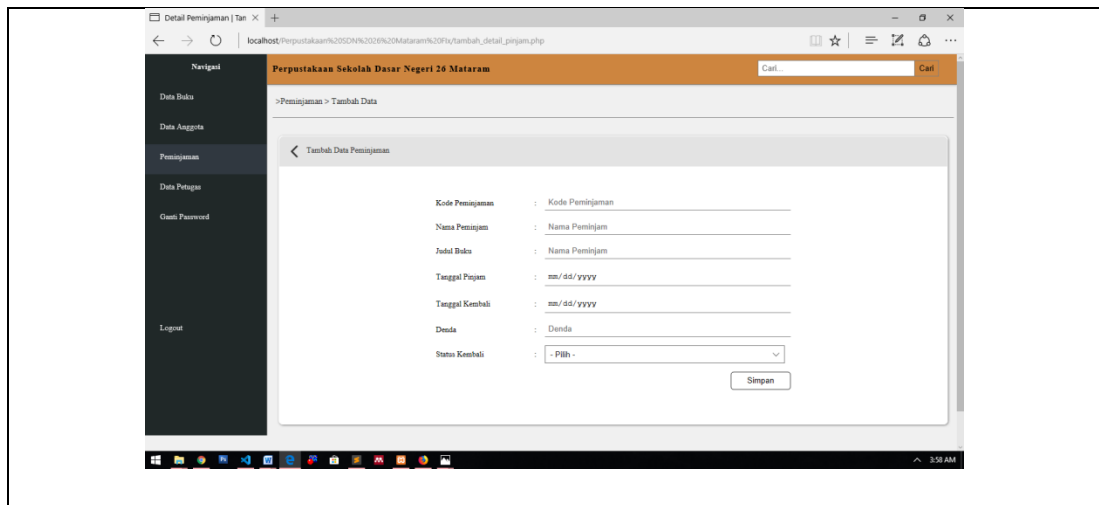 Detail Peminjaman | Tan
localhost/Perpustakaan%20SDN%2026%20Mataram%20Fix/tambah_detail_pinjam.php
Navigasi
Perpustakaan Sekolah Dasar Negeri 26 Mataram
Cari...
Cari
Data Buku
>Peminjaman > Tambah Data
Data Anggota
Peminjaman
Tambah Data Peminjaman
Data Petugas
Ganti Password
Logout
Kode Peminjaman : Kode Peminjaman
Nama Peminjam : Nama Peminjam
Judul Buku : Nama Peminjam
Tanggal Pinjam : mm/dd/yyyy
Tanggal Kembali : mm/dd/yyyy
Denda : Denda
Status Kembali : - Pilih -
Simpan
3:58 AM